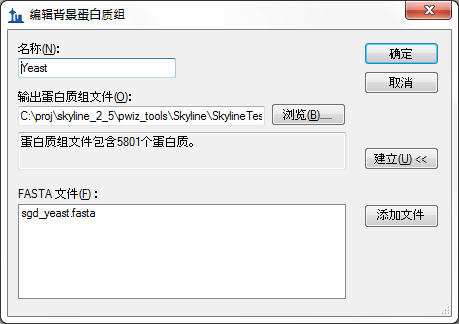 编辑背景蛋白质组
名称(N):
Yeast
确定
取消
输出蛋白质组文件(O):
C:\proj\skyline_2_5\pwiz_tools\Skyline\SkylineTes
浏览(B)...
蛋白质组文件包含5801个蛋白质。
建立(U) <<
FASTA 文件(F) :
sgd_yeast.fasta
添加文件